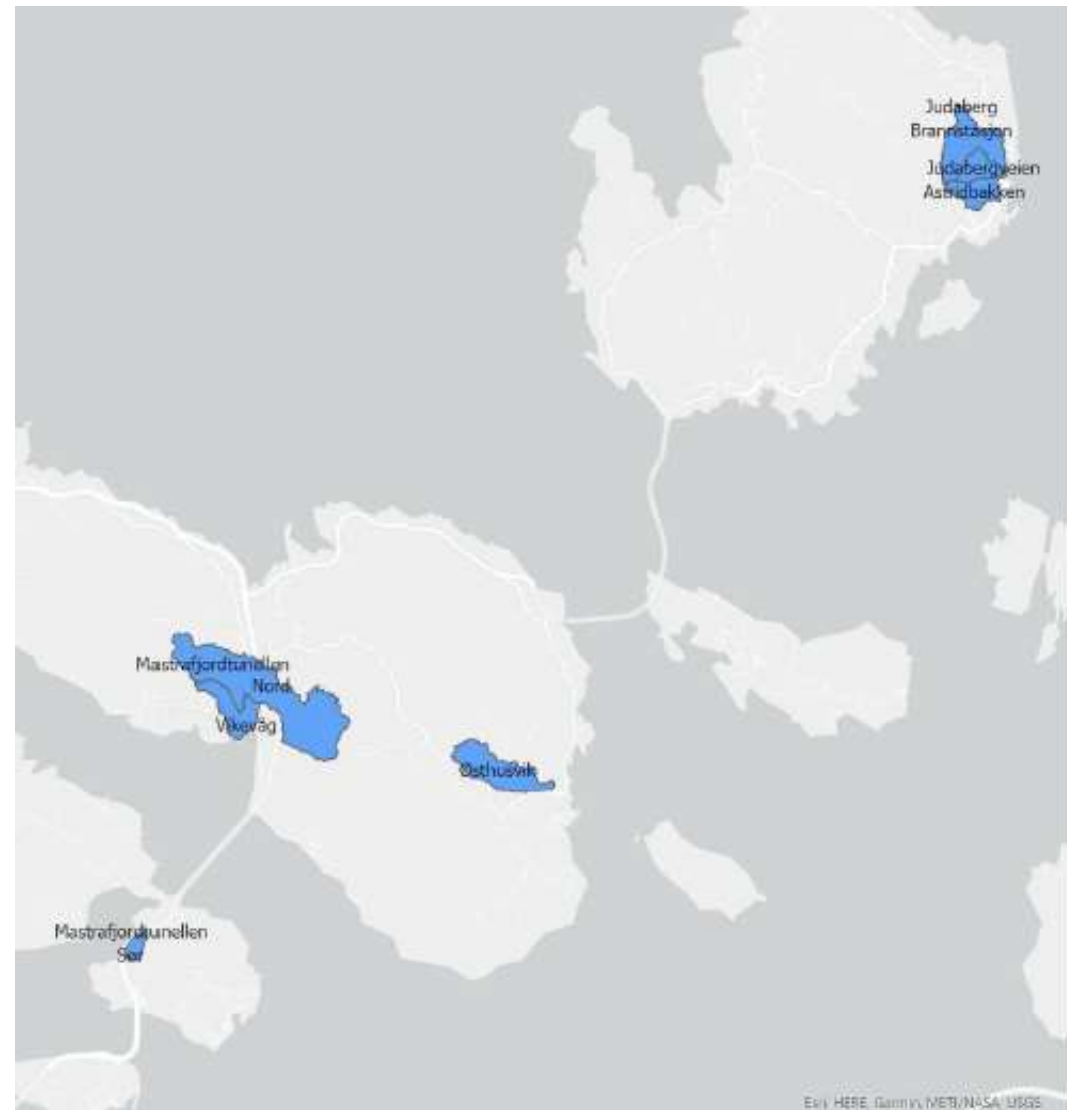 Judaberg
Brannstasjon
Judabergveien
Astridbakken
Mastrafjordtunellen
Nord
Vikevåg
Østhusvik
Mastrafjordtunellen
Sør
Esri, HERE, Garmin, METI/NASA, USGS